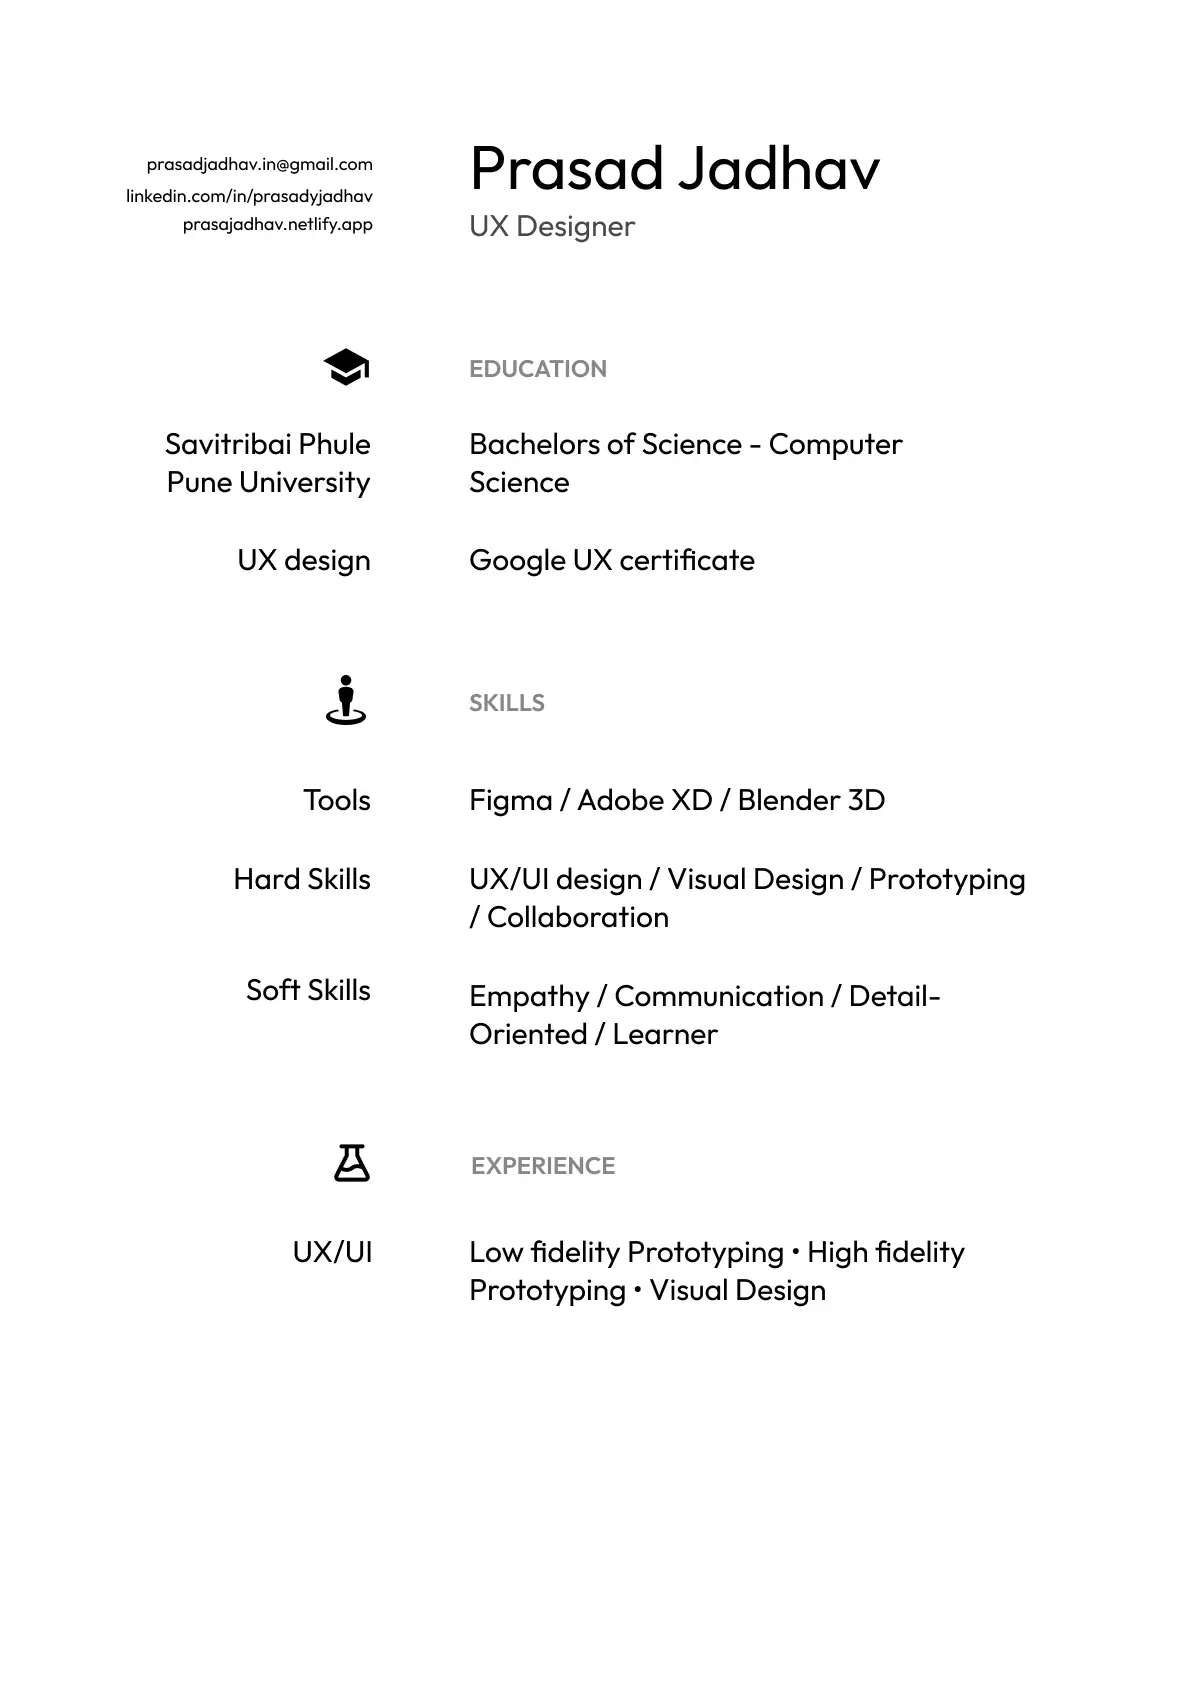 prasadjadhav.in@gmail.com
linkedin.com/in/prasadyjadhav
prasajadhav.netlify.app
Prasad Jadhav
UX Designer
EDUCATION
Savitribai Phule
Pune University
Bachelors of Science - Computer
Science
UX design
Google UX certificate
SKILLS
Tools
Figma / Adobe XD / Blender 3D
Hard Skills
UX/UI design / Visual Design / Prototyping
/ Collaboration
Soft Skills
Empathy / Communication / Detail-
Oriented / Learner
EXPERIENCE
UX/UI
Low fidelity Prototyping • High fidelity
Prototyping • Visual Design